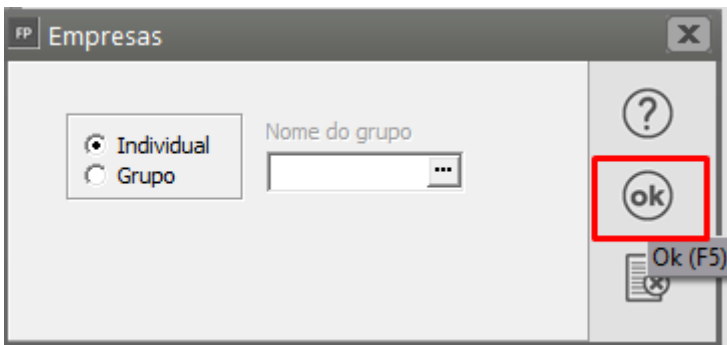 FP Empresas
Individual
Grupo
Nome do grupo
...
?
ok
Ok (F5)